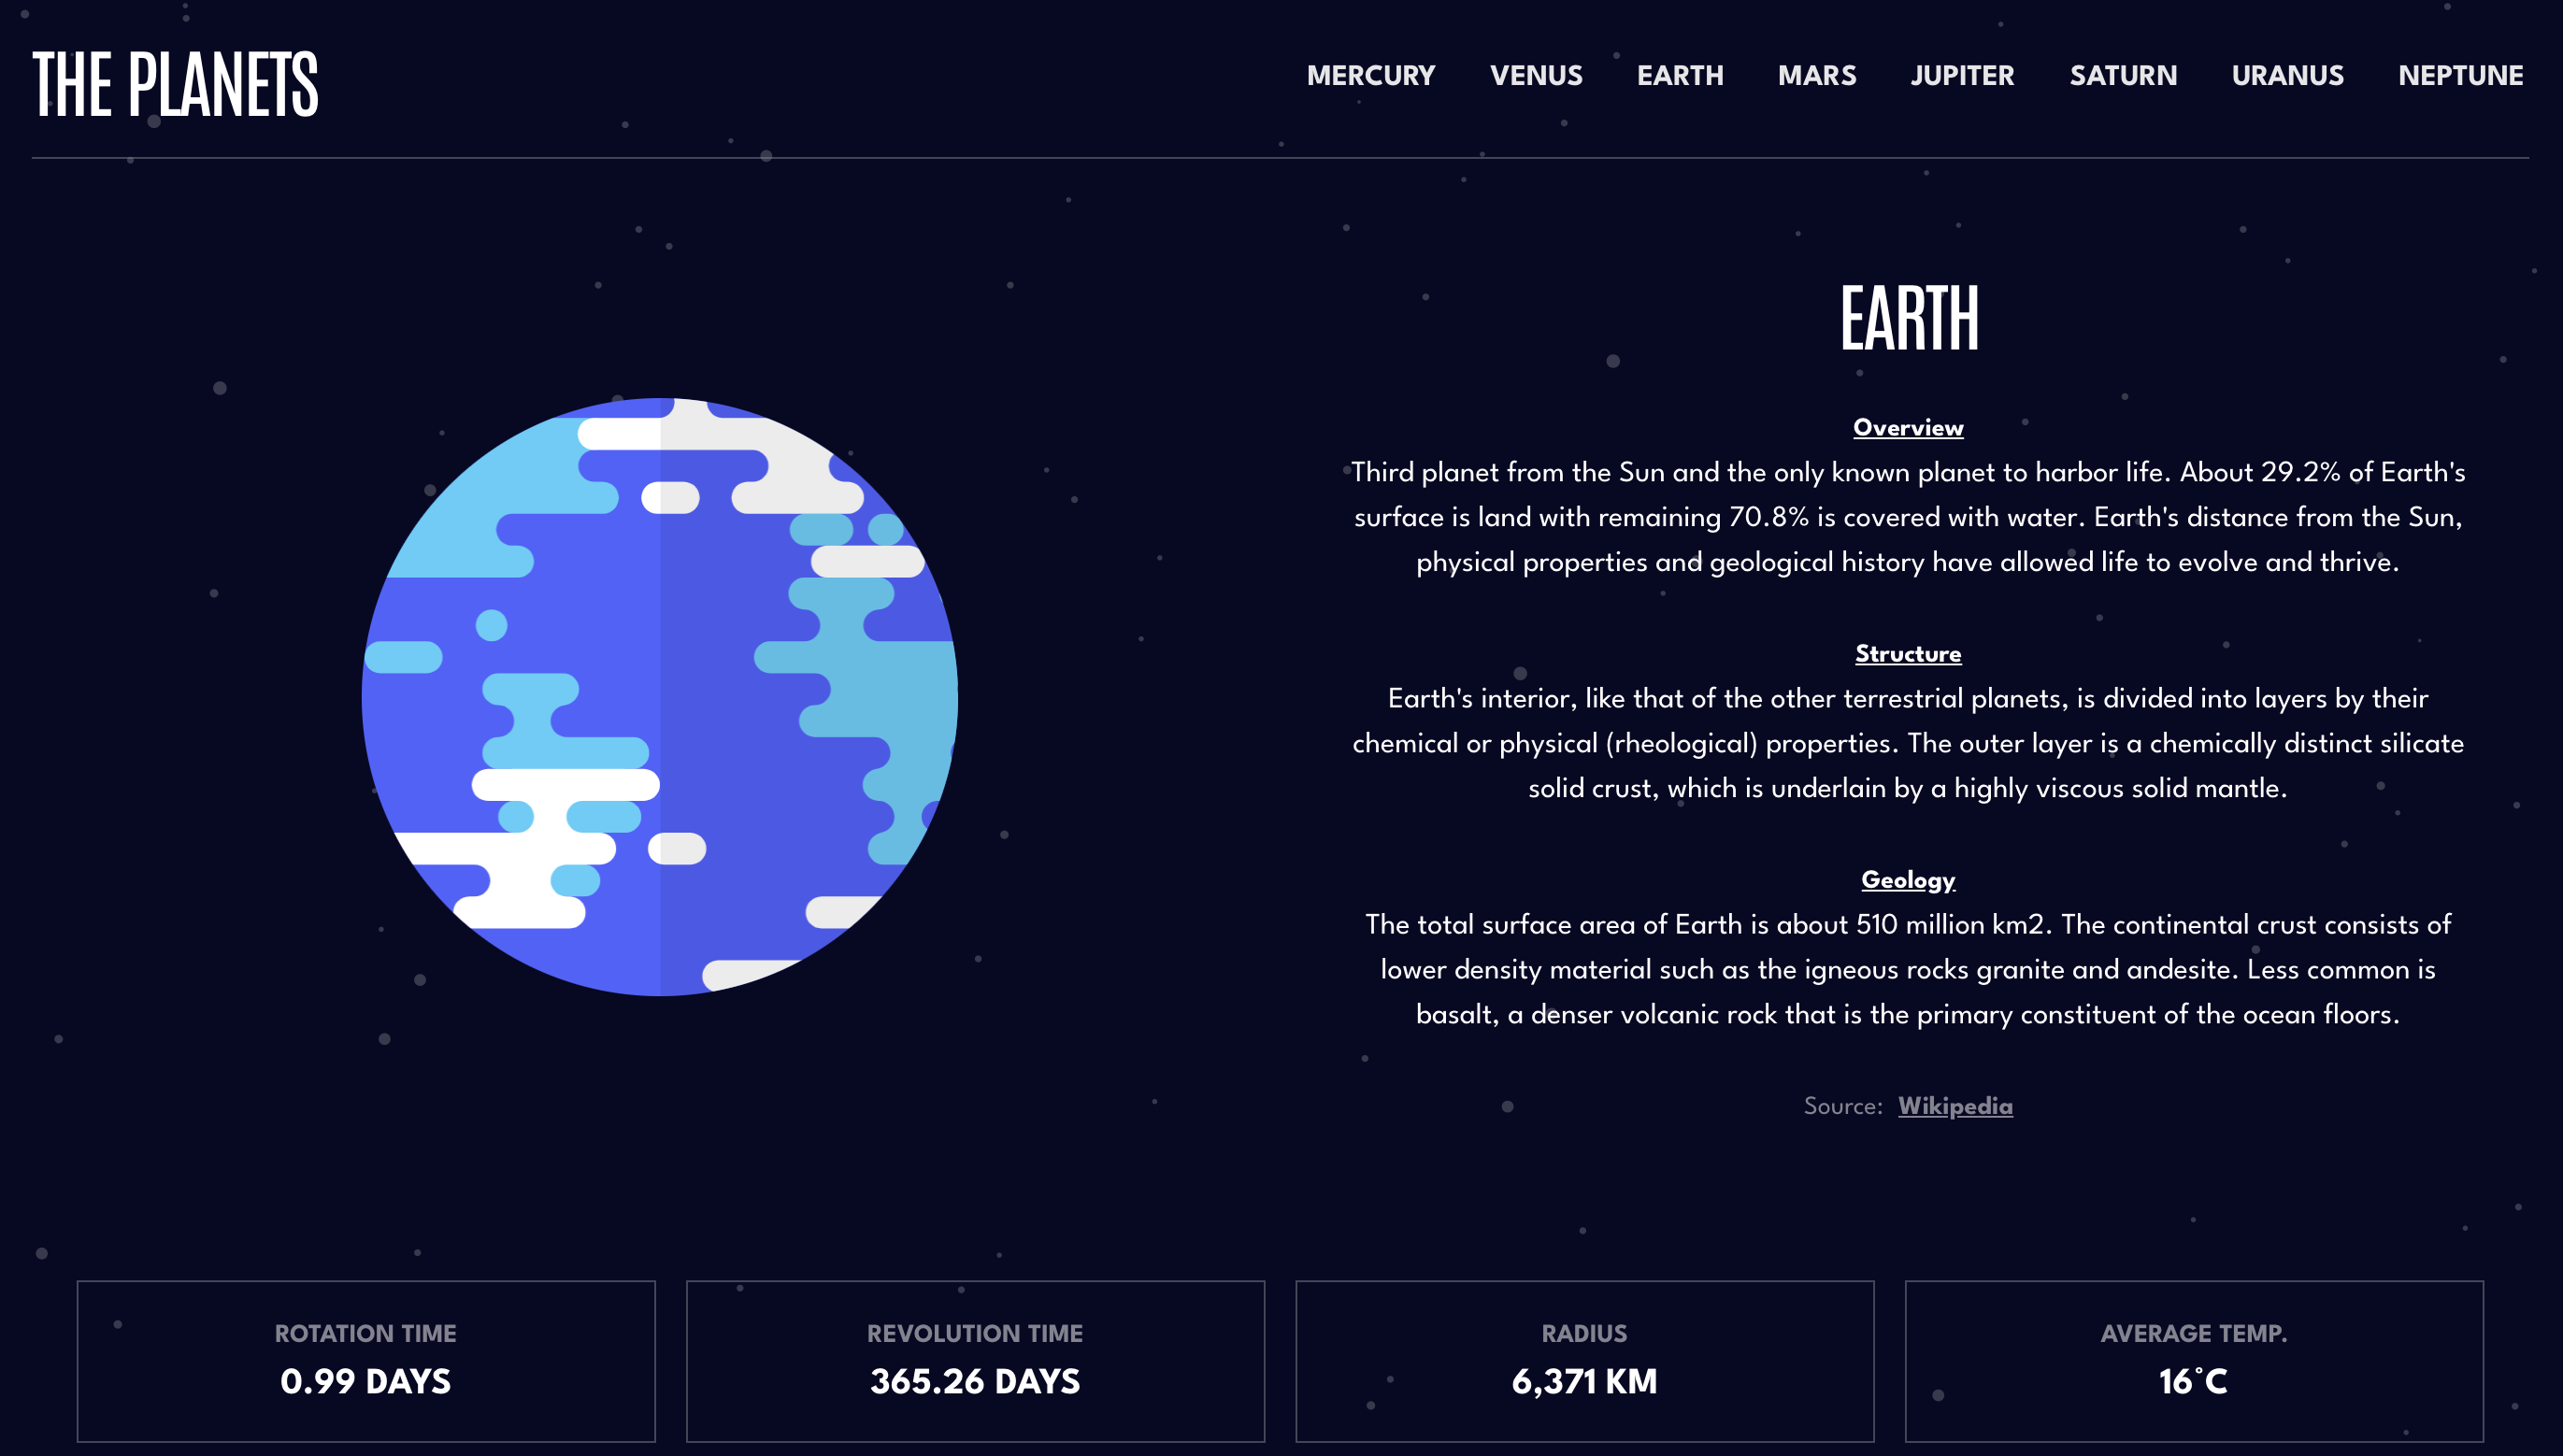 THE PLANETS
MERCURY VENUS EARTH MARS JUPITER SATURN URANUS NEPTUNE
EARTH
Overview
Third planet from the Sun and the only known planet to harbor life. About 29.2% of Earth's
surface is land with remaining 70.8% is covered with water. Earth's distance from the Sun,
physical properties and geological history have allowed life to evolve and thrive.
Structure
Earth's interior, like that of the other terrestrial planets, is divided into layers by their
chemical or physical (rheological) properties. The outer layer is a chemically distinct silicate
solid crust, which is underlain by a highly viscous solid mantle.
Geology
The total surface area of Earth is about 510 million km2. The continental crust consists of
lower density material such as the igneous rocks granite and andesite. Less common is
basalt, a denser volcanic rock that is the primary constituent of the ocean floors.
Source: Wikipedia
ROTATION TIME
0.99 DAYS
REVOLUTION TIME
365.26 DAYS
RADIUS
6,371 KM
AVERAGE TEMP.
16°C